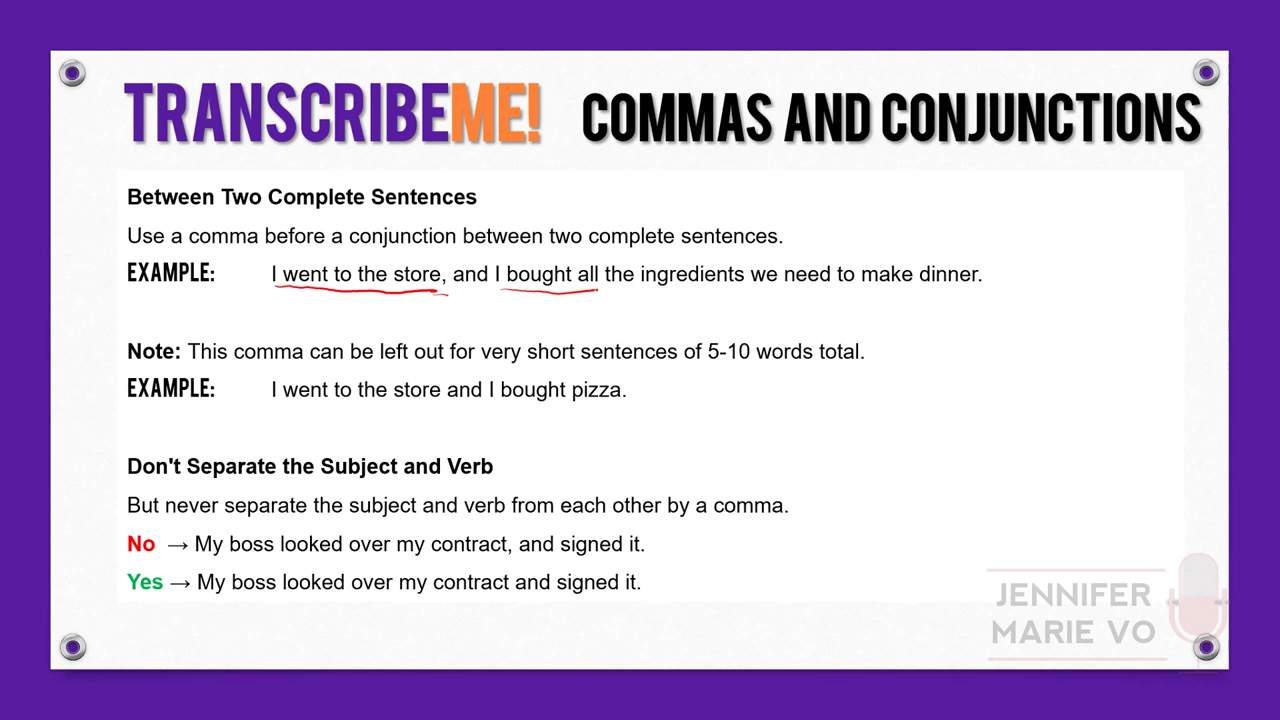 TRANSCRIBEME! COMMAS AND CONJUNCTIONS
Between Two Complete Sentences
Use a comma before a conjunction between two complete sentences.
EXAMPLE: I went to the store, and I bought all the ingredients we need to make dinner.
Note: This comma can be left out for very short sentences of 5-10 words total.
EXAMPLE: I went to the store and I bought pizza.
Don't Separate the Subject and Verb
But never separate the subject and verb from each other by a comma.
No → My boss looked over my contract, and signed it.
Yes → My boss looked over my contract and signed it.
JENNIFER
MARIE VO